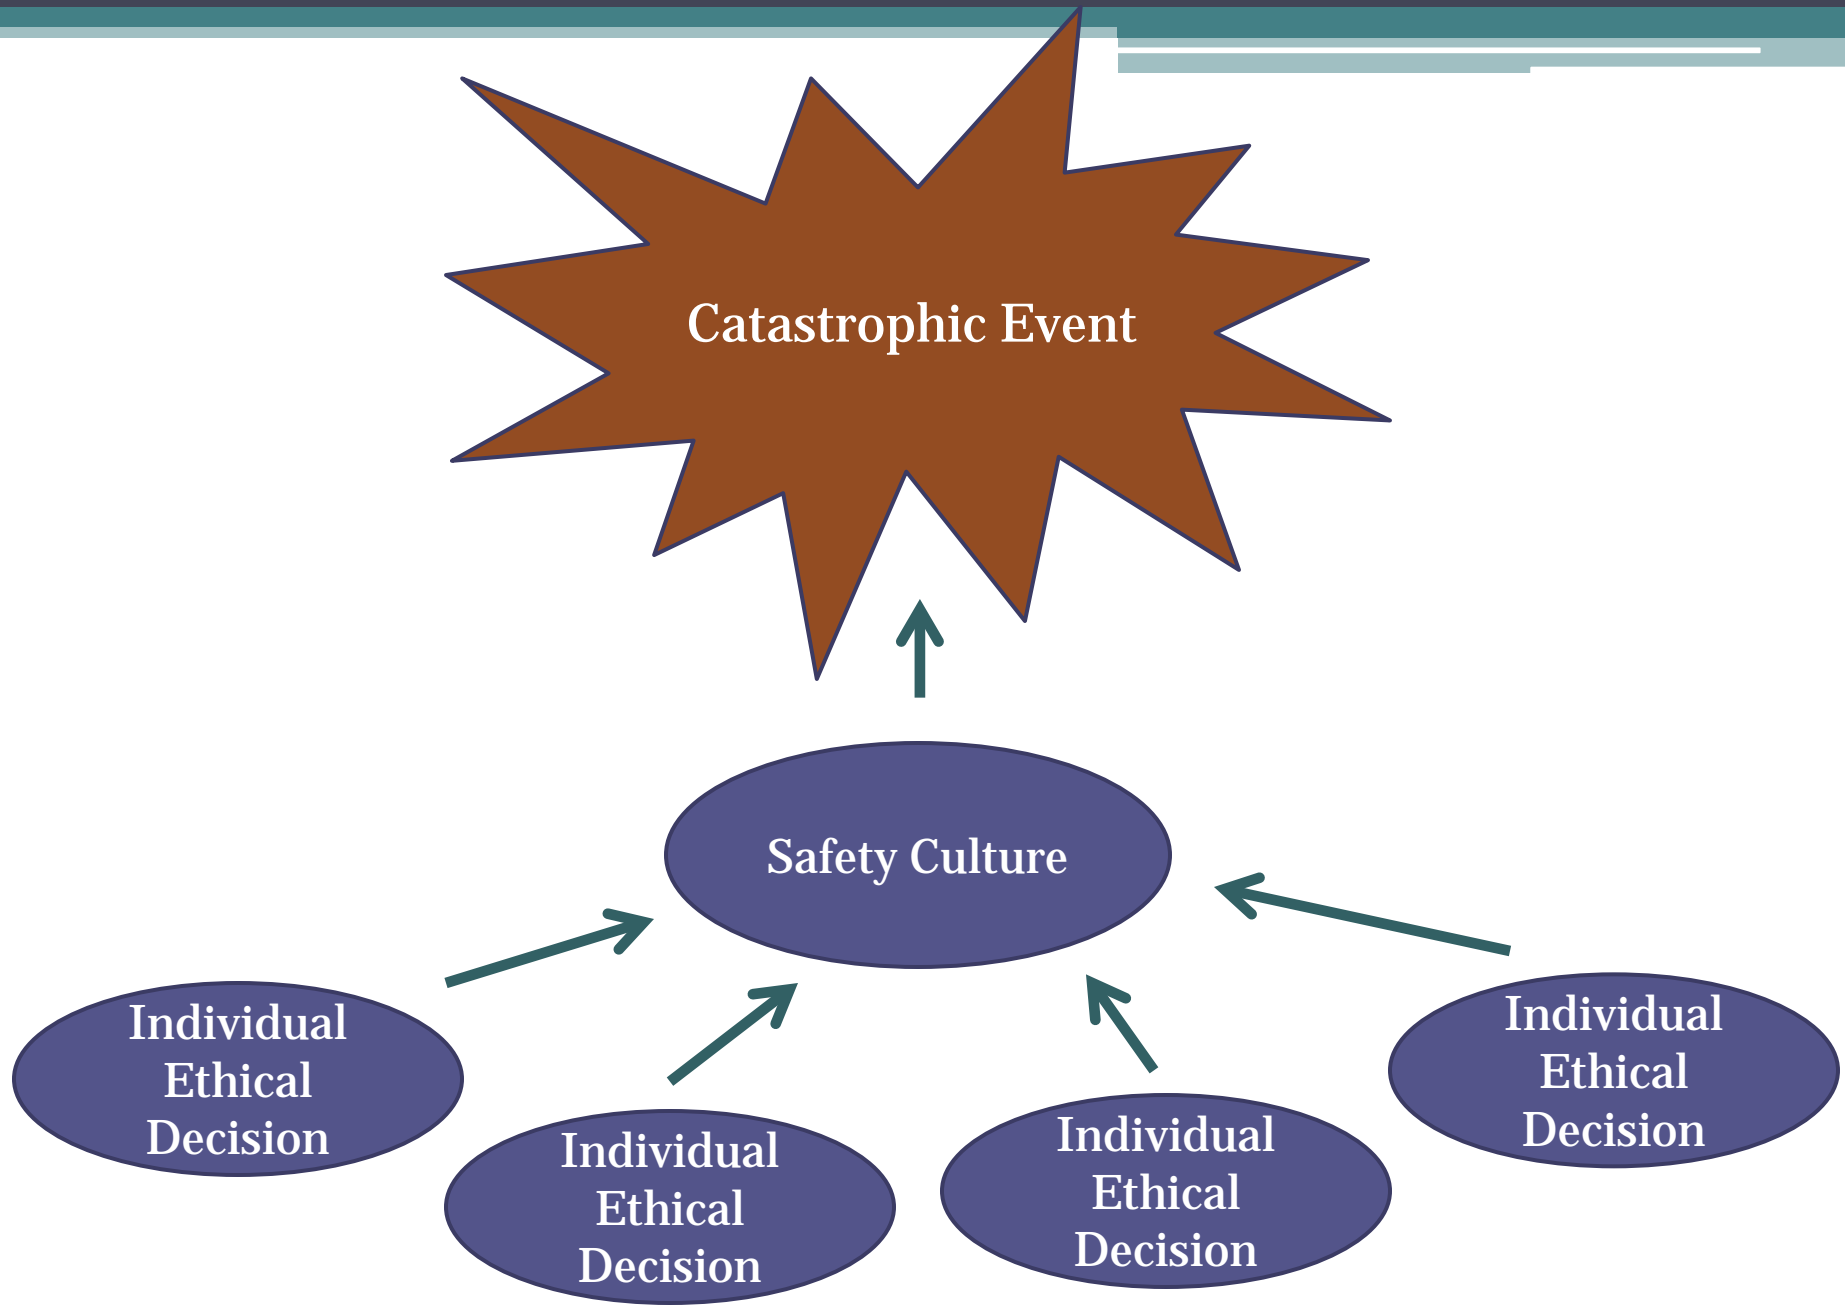 Catastrophic Event
Safety Culture
Individual
Ethical
Decision
Individual
Ethical
Decision
Individual
Ethical
Decision
Individual
Ethical
Decision